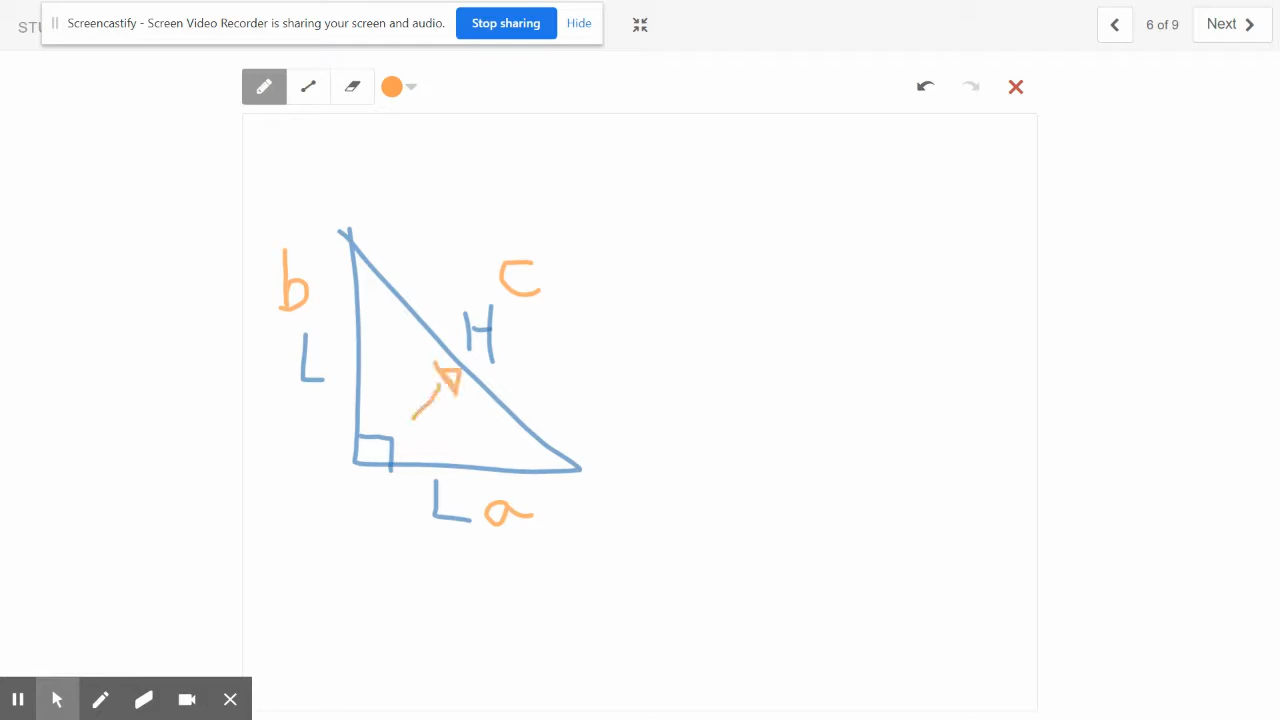 STU
Screencastify - Screen Video Recorder is sharing your screen and audio.
Stop sharing
Hide
6 of 9
Next
b
C
H
L
L a